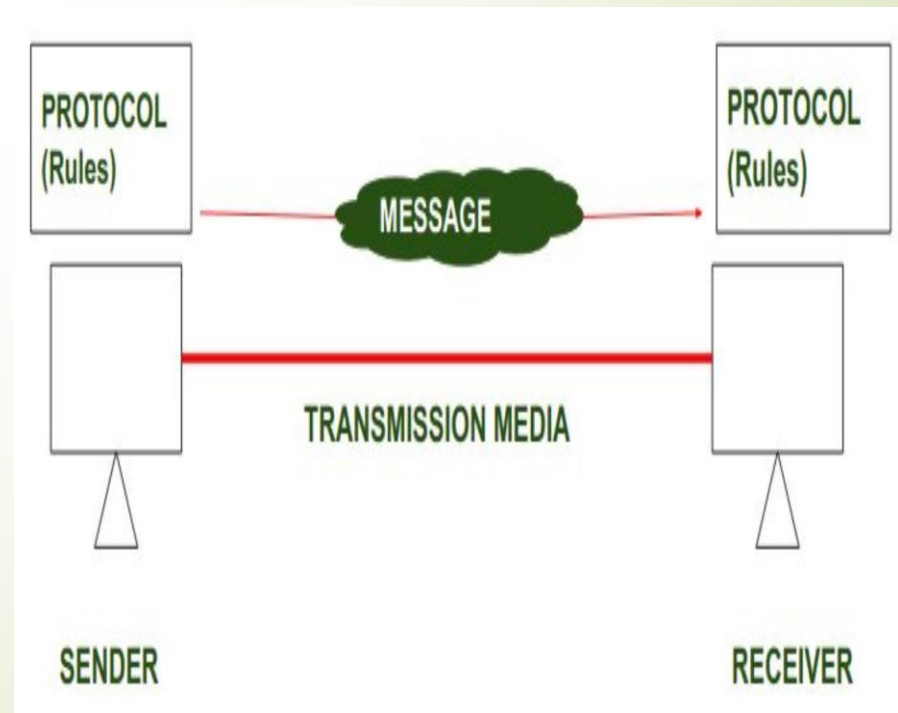 PROTOCOL
(Rules)
PROTOCOL
(Rules)
MESSAGE
TRANSMISSION MEDIA
SENDER
RECEIVER